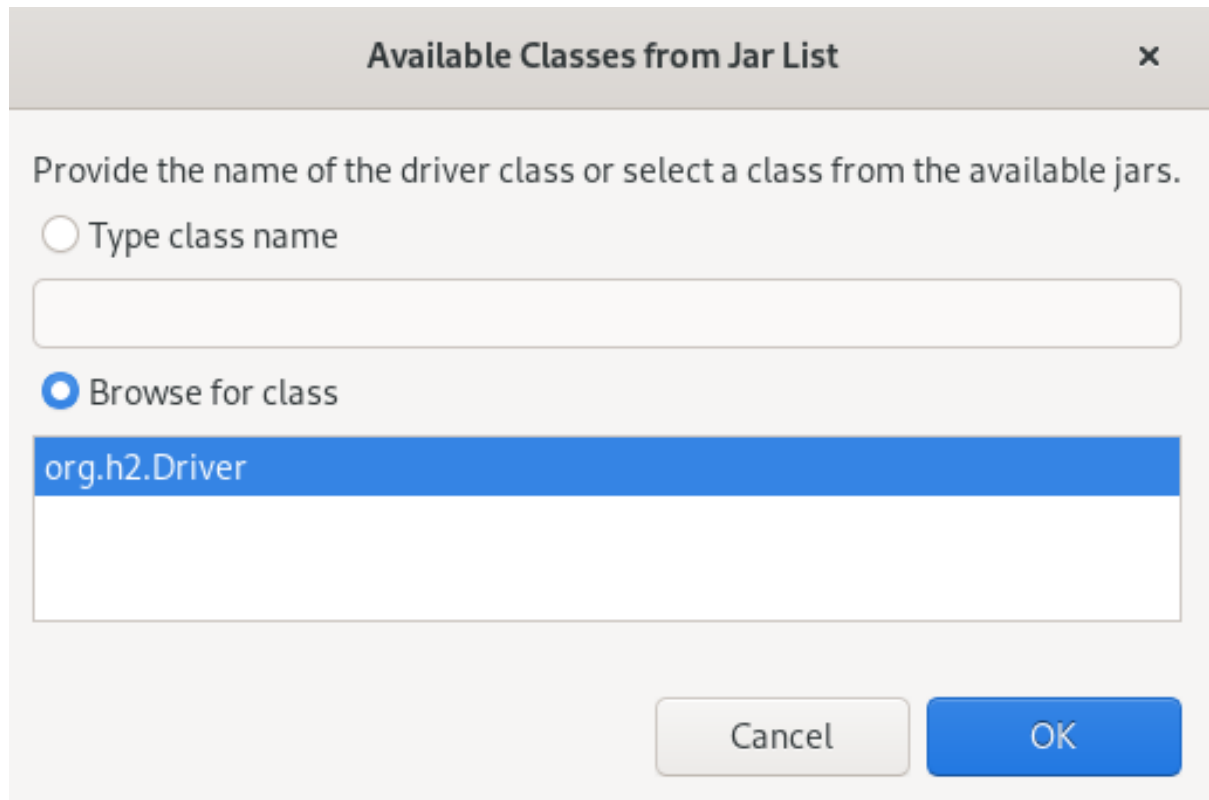 Available Classes from Jar List
Provide the name of the driver class or select a class from the available jars.
Type class name
Browse for class
org.h2.Driver
Cancel
OK